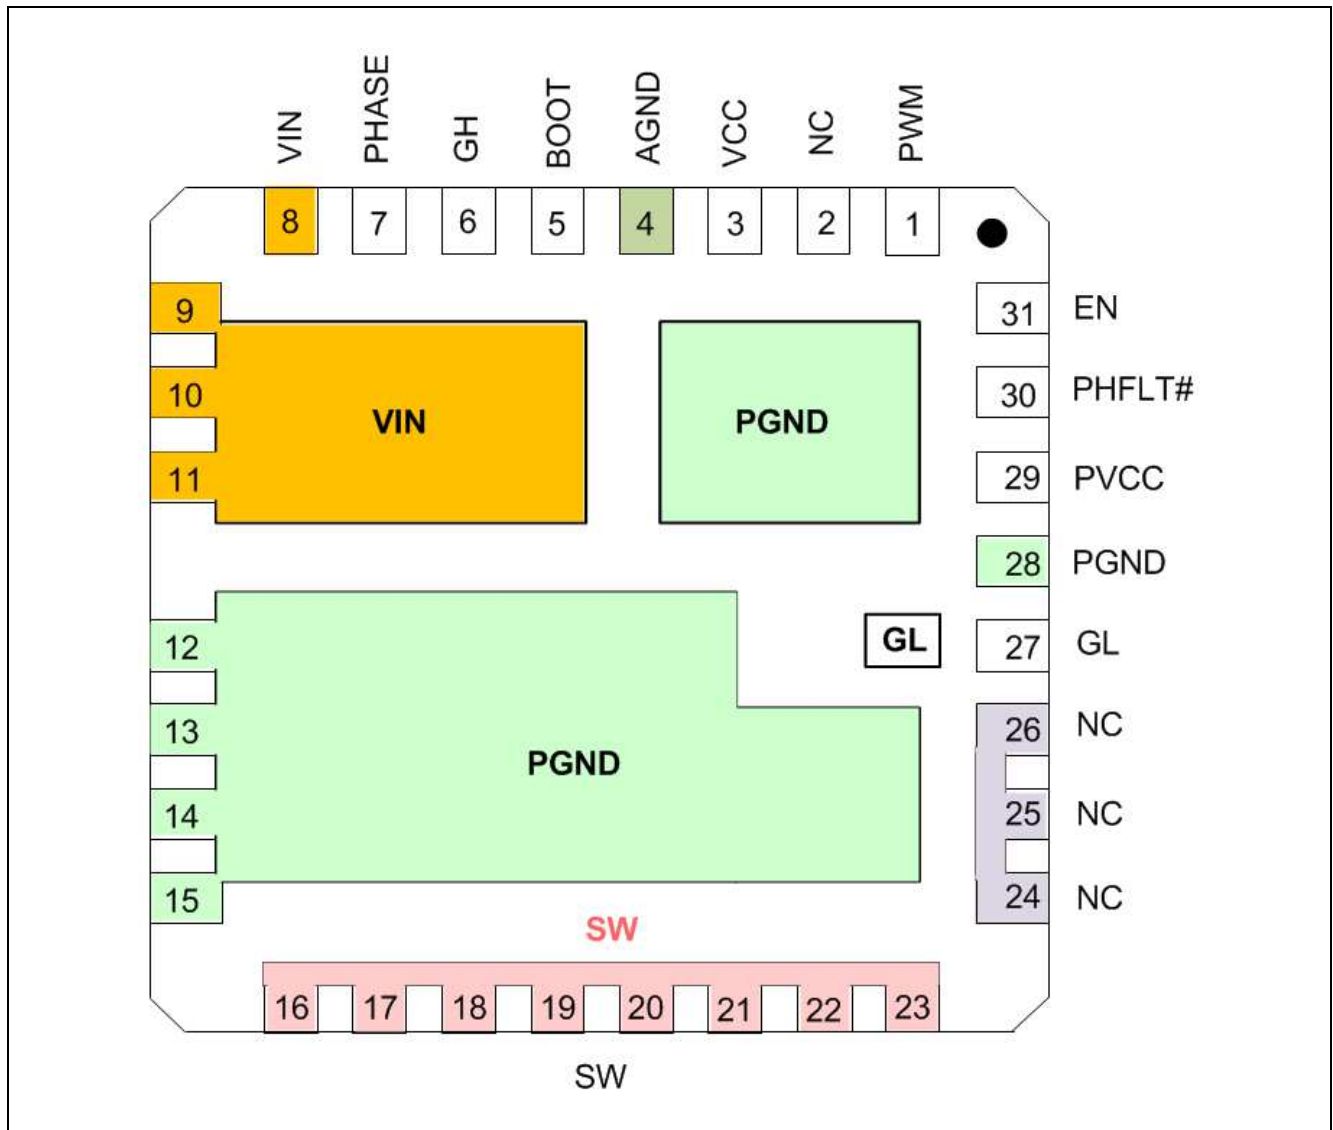 VIN PHASE GH BOOT AGND VCC NC PWM
8 7 6 5 4 3 2 1
9
31 EN
10
30 PHFLT#
VIN
PGND
11
29 PVCC
28 PGND
12
GL
27 GL
13
26 NC
PGND
14
25 NC
15
24 NC
SW
16 17 18 19 20 21 22 23
SW